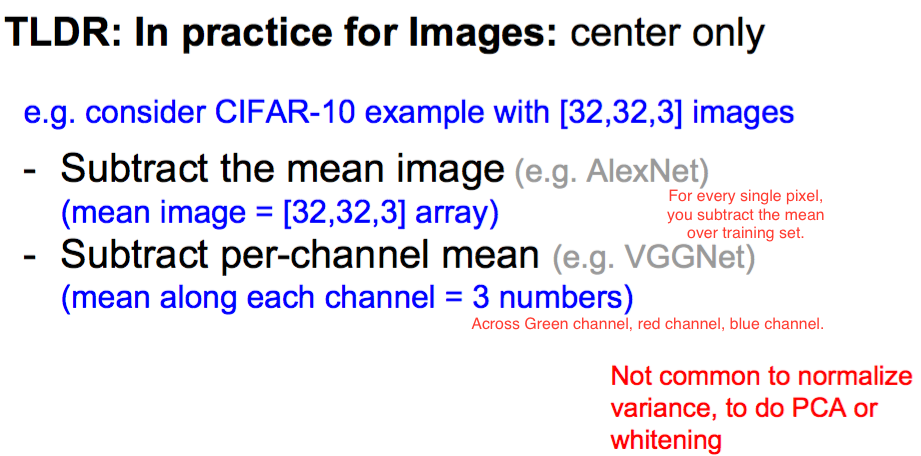 TLDR: In practice for Images: center only
e.g. consider CIFAR-10 example with [32,32,3] images
- Subtract the mean image (e.g. AlexNet)
(mean image = [32,32,3] array)
For every single pixel,
you subtract the mean
over training set.
- Subtract per-channel mean (e.g. VGGNet)
(mean along each channel = 3 numbers)
Across Green channel, red channel, blue channel.
Not common to normalize
variance, to do PCA or
whitening